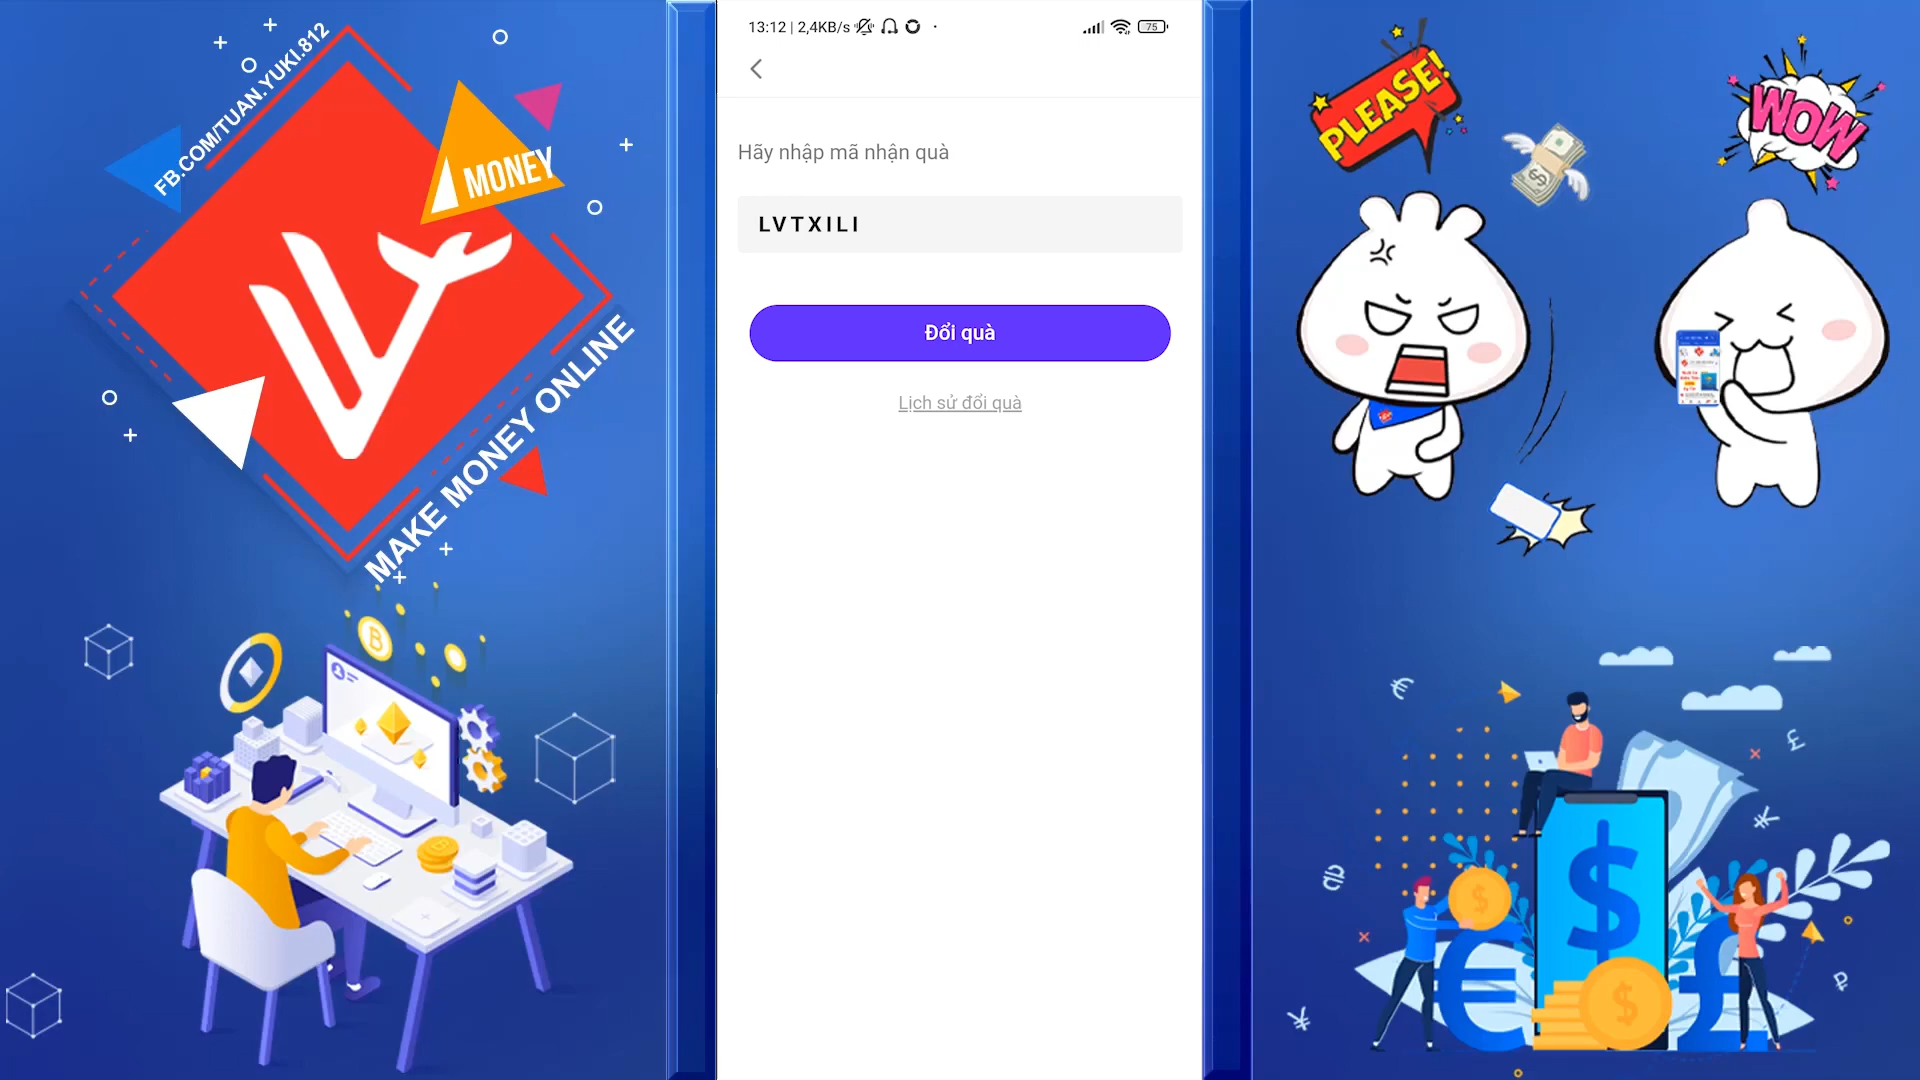 FB.COM/TUAN.YUKI.812
MONEY
MAKE MONEY ONLINE
13:12 | 2,4KB/s
75
Hãy nhập mã nhận quà
LVTXILI
Đổi quà
Lịch sử đổi quà
PLEASE!
WOW